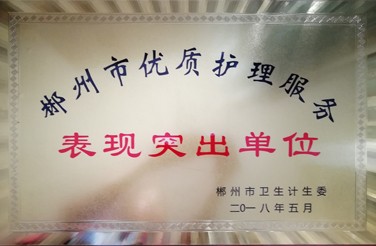 郴州市优质护理服务
表现突出单位
郴州市卫生计生委
二〇一八年五月